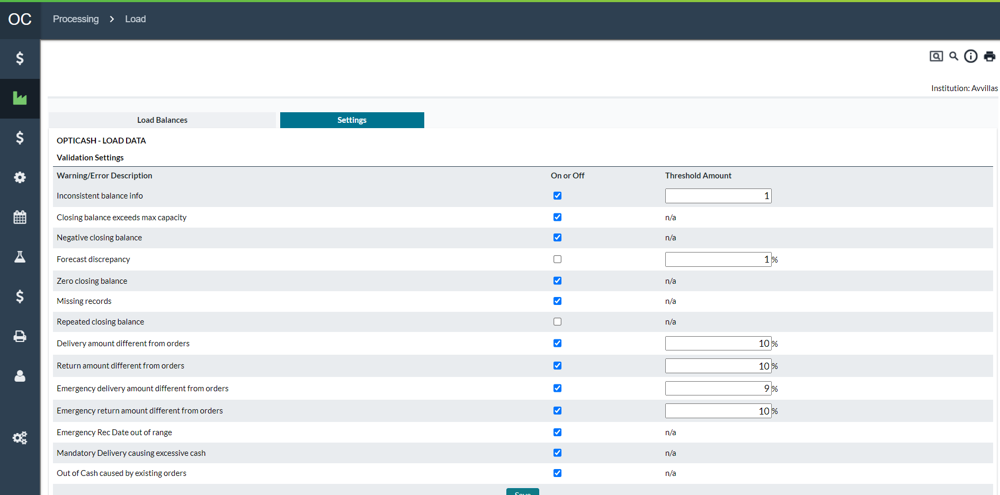 OC
Processing > Load
Institution: Avvillas
Load Balances Settings
OPTICASH - LOAD DATA
Validation Settings
Warning/Error Description On or Off Threshold Amount
Inconsistent balance info 1
Closing balance exceeds max capacity n/a
Negative closing balance n/a
Forecast discrepancy 1 %
Zero closing balance n/a
Missing records n/a
Repeated closing balance n/a
Delivery amount different from orders 10 %
Return amount different from orders 10 %
Emergency delivery amount different from orders 9 %
Emergency return amount different from orders 10 %
Emergency Rec Date out of range n/a
Mandatory Delivery causing excessive cash n/a
Out of Cash caused by existing orders n/a
Save